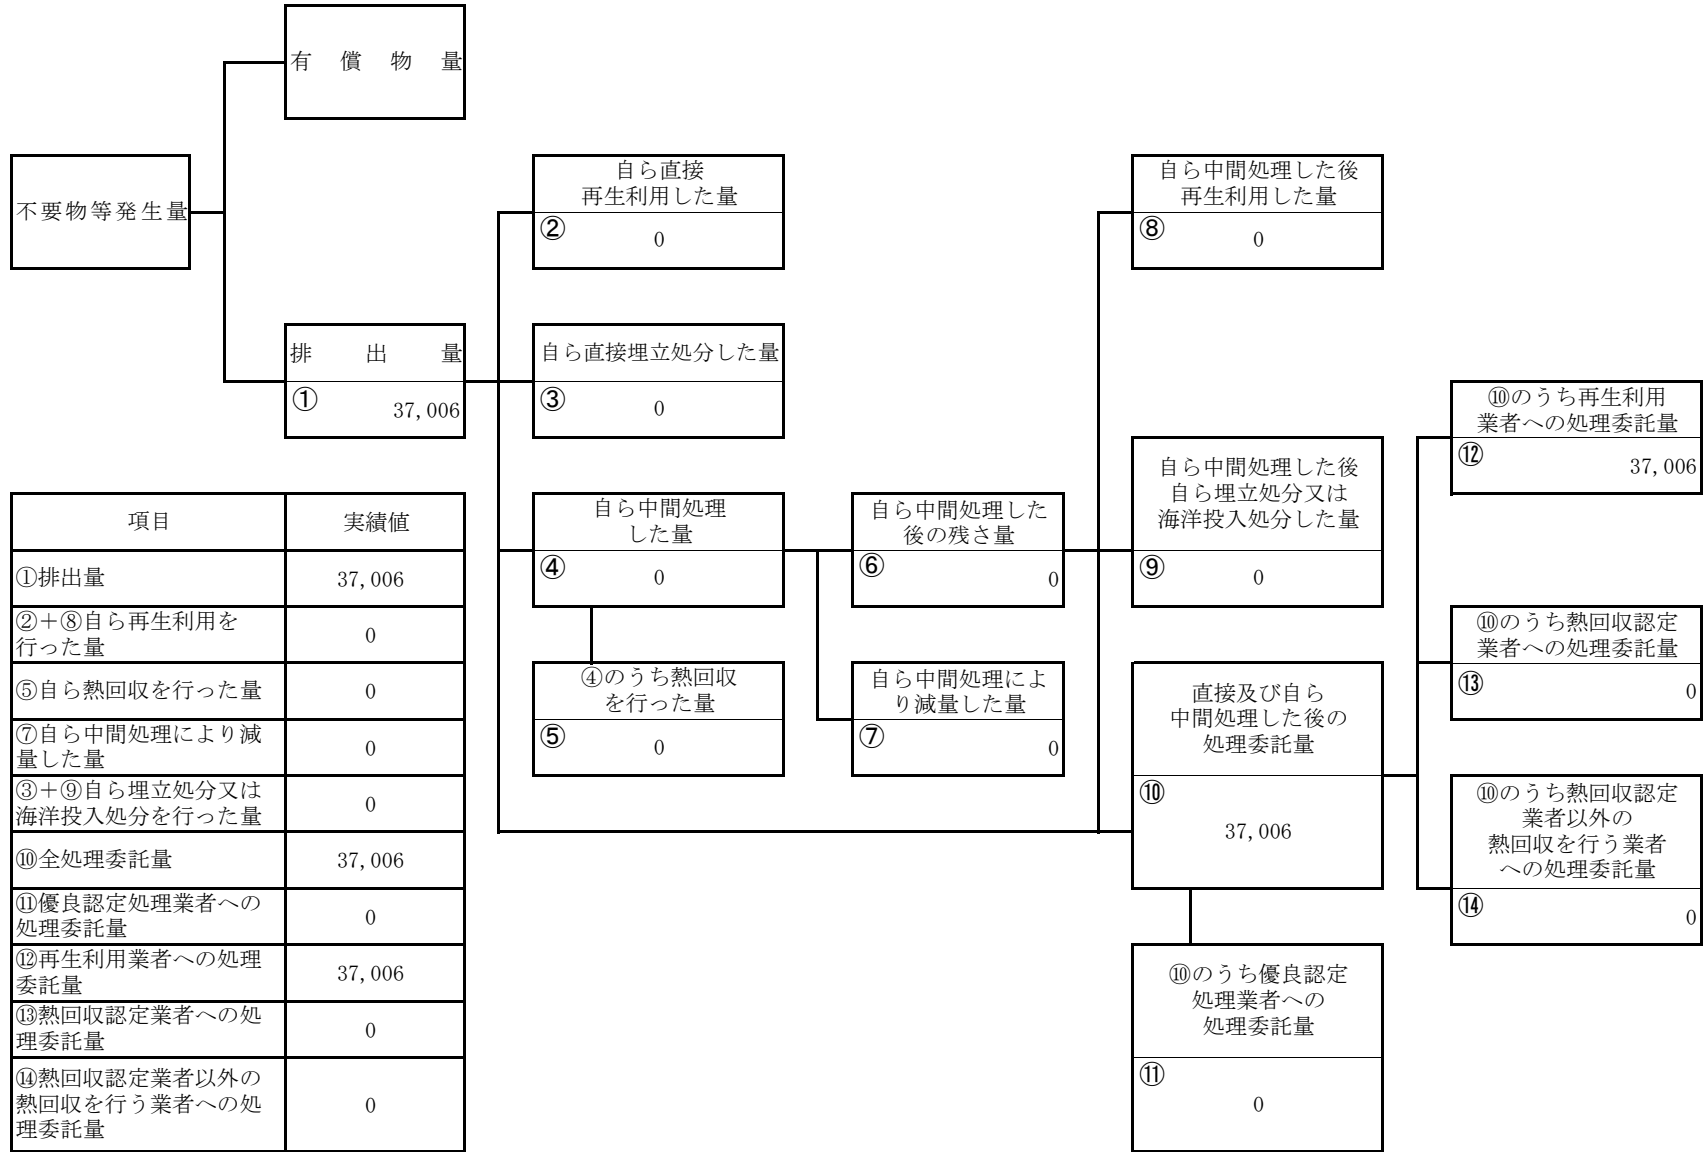 有償物量
不要物等発生量
排出量
①
37,006
自ら直接
再生利用した量
②
0
自ら直接埋立処分した量
③
0
自ら中間処理
した量
④
0
④のうち熱回収
を行った量
⑤
0
自ら中間処理した
後の残さ量
⑥
0
自ら中間処理によ
り減量した量
⑦
0
自ら中間処理した後
再生利用した量
⑧
0
自ら中間処理した後
自ら埋立処分又は
海洋投入処分した量
⑨
0
直接及び自ら
中間処理した後の
処理委託量
⑩
37,006
⑩のうち優良認定
処理業者への
処理委託量
⑪
0
⑩のうち再生利用
業者への処理委託量
⑫
37,006
⑩のうち熱回収認定
業者への処理委託量
⑬
0
⑩のうち熱回収認定
業者以外の
熱回収を行う業者
への処理委託量
⑭
0
項目 実績値
①排出量 37,006
②+⑧自ら再生利用を
行った量 0
⑤自ら熱回収を行った量 0
⑦自ら中間処理により減
量した量 0
③+⑨自ら埋立処分又は
海洋投入処分を行った量 0
⑩全処理委託量 37,006
⑪優良認定処理業者への
処理委託量 0
⑫再生利用業者への処理
委託量 37,006
⑬熱回収認定業者への処
理委託量 0
⑭熱回収認定業者以外の
熱回収を行う業者への処
理委託量 0